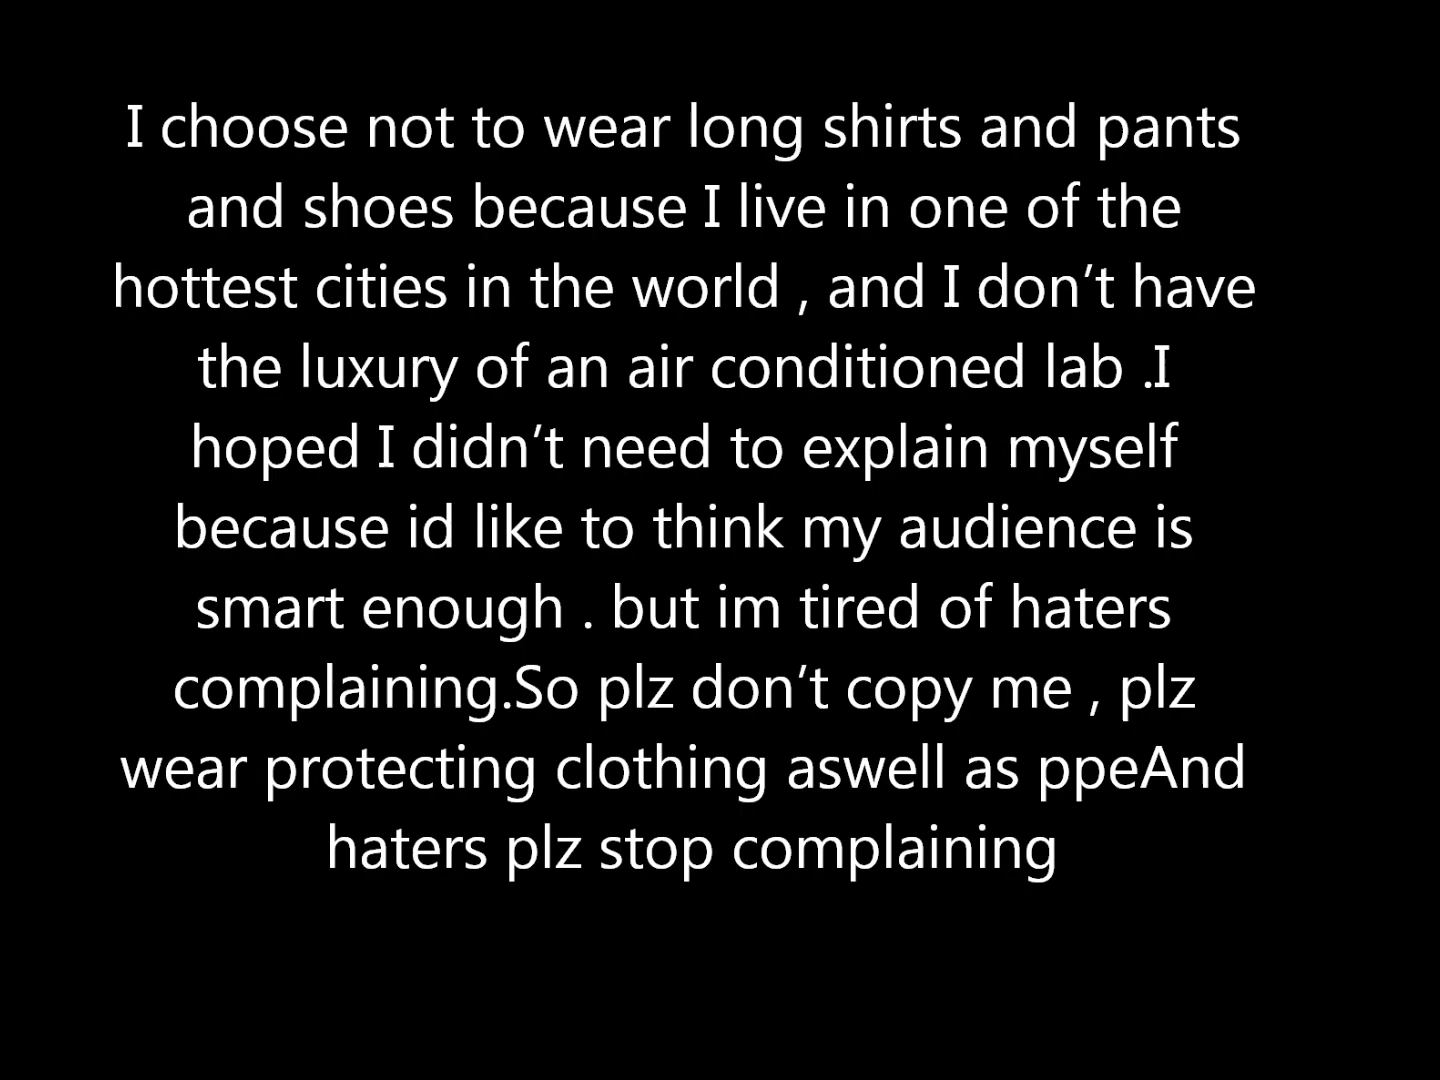 I choose not to wear long shirts and pants
and shoes because I live in one of the
hottest cities in the world , and I don’t have
the luxury of an air conditioned lab .I
hoped I didn’t need to explain myself
because id like to think my audience is
smart enough . but im tired of haters
complaining.So plz don’t copy me , plz
wear protecting clothing aswell as ppeAnd
haters plz stop complaining